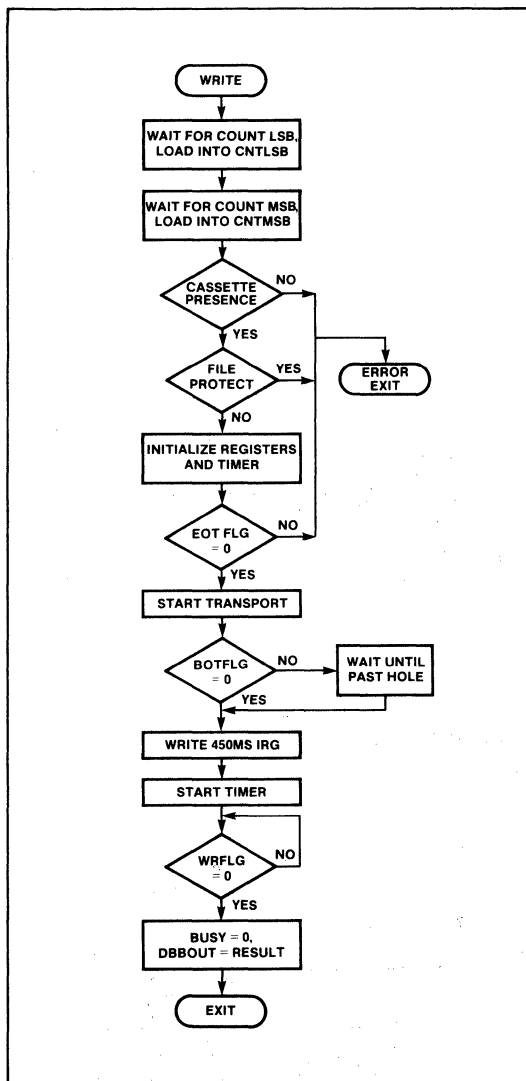 WRITE
WAIT FOR COUNT LSB,
LOAD INTO CNTLSB
WAIT FOR COUNT MSB,
LOAD INTO CNTMSB
CASSETTE
PRESENCE
NO
YES
FILE
PROTECT
YES
ERROR
EXIT
NO
INITIALIZE REGISTERS
AND TIMER
EOT FLG
= 0
NO
YES
START TRANSPORT
BOTFLG
= 0
NO
WAIT UNTIL
PAST HOLE
YES
WRITE 450MS IRG
START TIMER
WRFLG
= 0
NO
YES
BUSY = 0,
DBBOUT = RESULT
EXIT